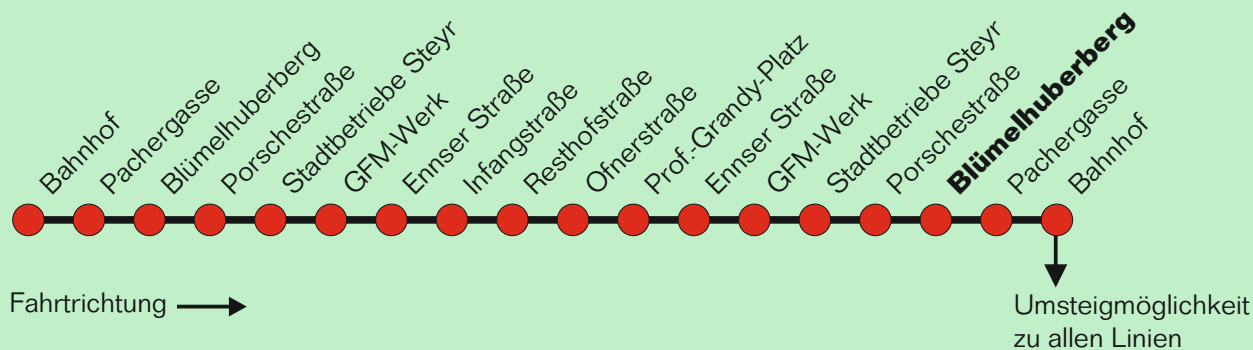 Bahnhof
Pachergasse
Blümelhuberberg
Porschestraße
Stadtbetriebe Steyr
GFM-Werk
Ennser Straße
Infangstraße
Resthofstraße
Ofnerstraße
Prof.-Grandy-Platz
Ennser Straße
GFM-Werk
Stadtbetriebe Steyr
Porschestraße
Blümelhuberberg
Pachergasse
Bahnhof
Fahrtrichtung
Umsteigmöglichkeit
zu allen Linien